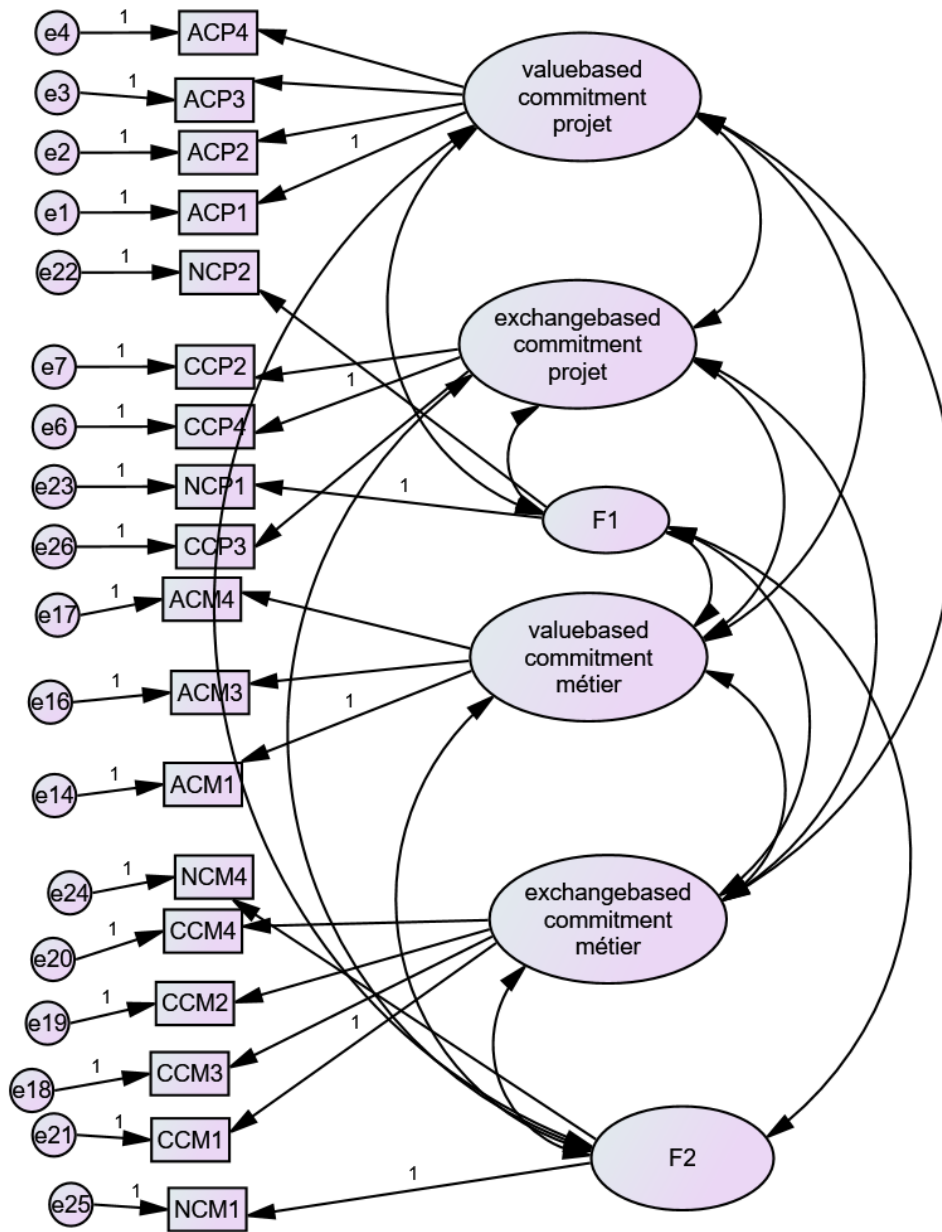 e4
1
ACP4
valuebased
commitment
projet
e3
1
ACP3
e2
1
ACP2
1
e1
1
ACP1
e22
1
NCP2
exchangebased
commitment
projet
e7
1
CCP2
1
e6
1
CCP4
e23
1
NCP1
1
F1
e26
1
CCP3
e17
1
ACM4
valuebased
commitment
métier
e16
1
ACM3
1
e14
1
ACM1
e24
1
NCM4
exchangebased
commitment
métier
e20
1
CCM4
e19
1
CCM2
1
e18
1
CCM3
e21
1
CCM1
F2
e25
1
NCM1
1